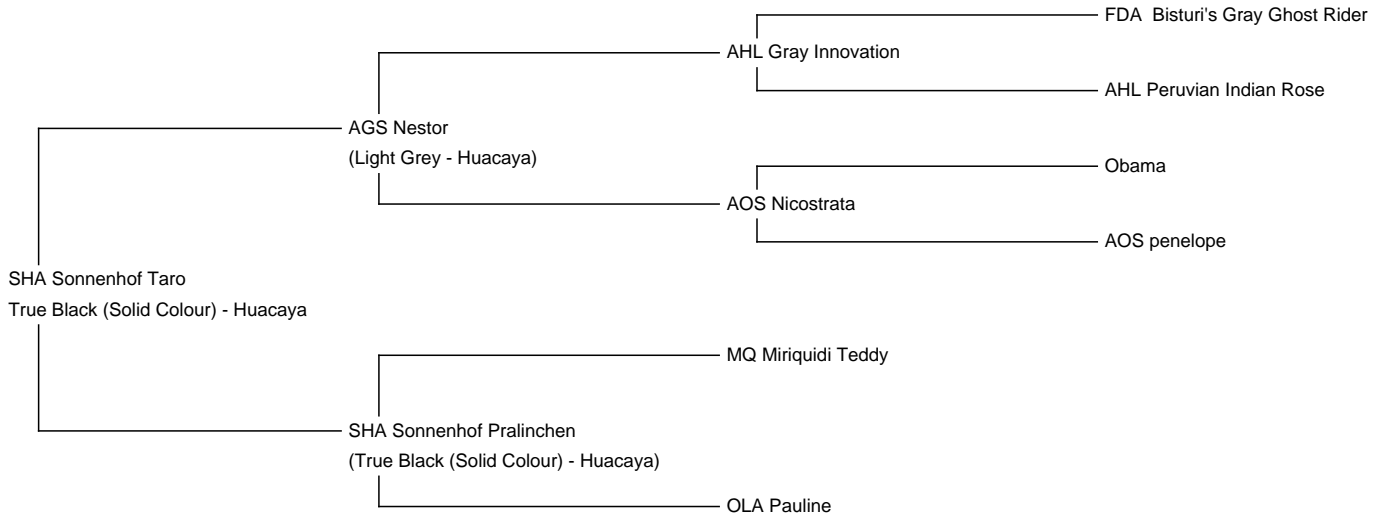 FDA  Bisturi's Gray Ghost Rider
AHL Gray Innovation
AHL Peruvian Indian Rose
AGS Nestor
(Light Grey - Huacaya)
Obama
AOS Nicostrata
AOS penelope
SHA Sonnenhof Taro
True Black (Solid Colour) - Huacaya
MQ Miriquidi Teddy
SHA Sonnenhof Pralinchen
(True Black (Solid Colour) - Huacaya)
OLA Pauline